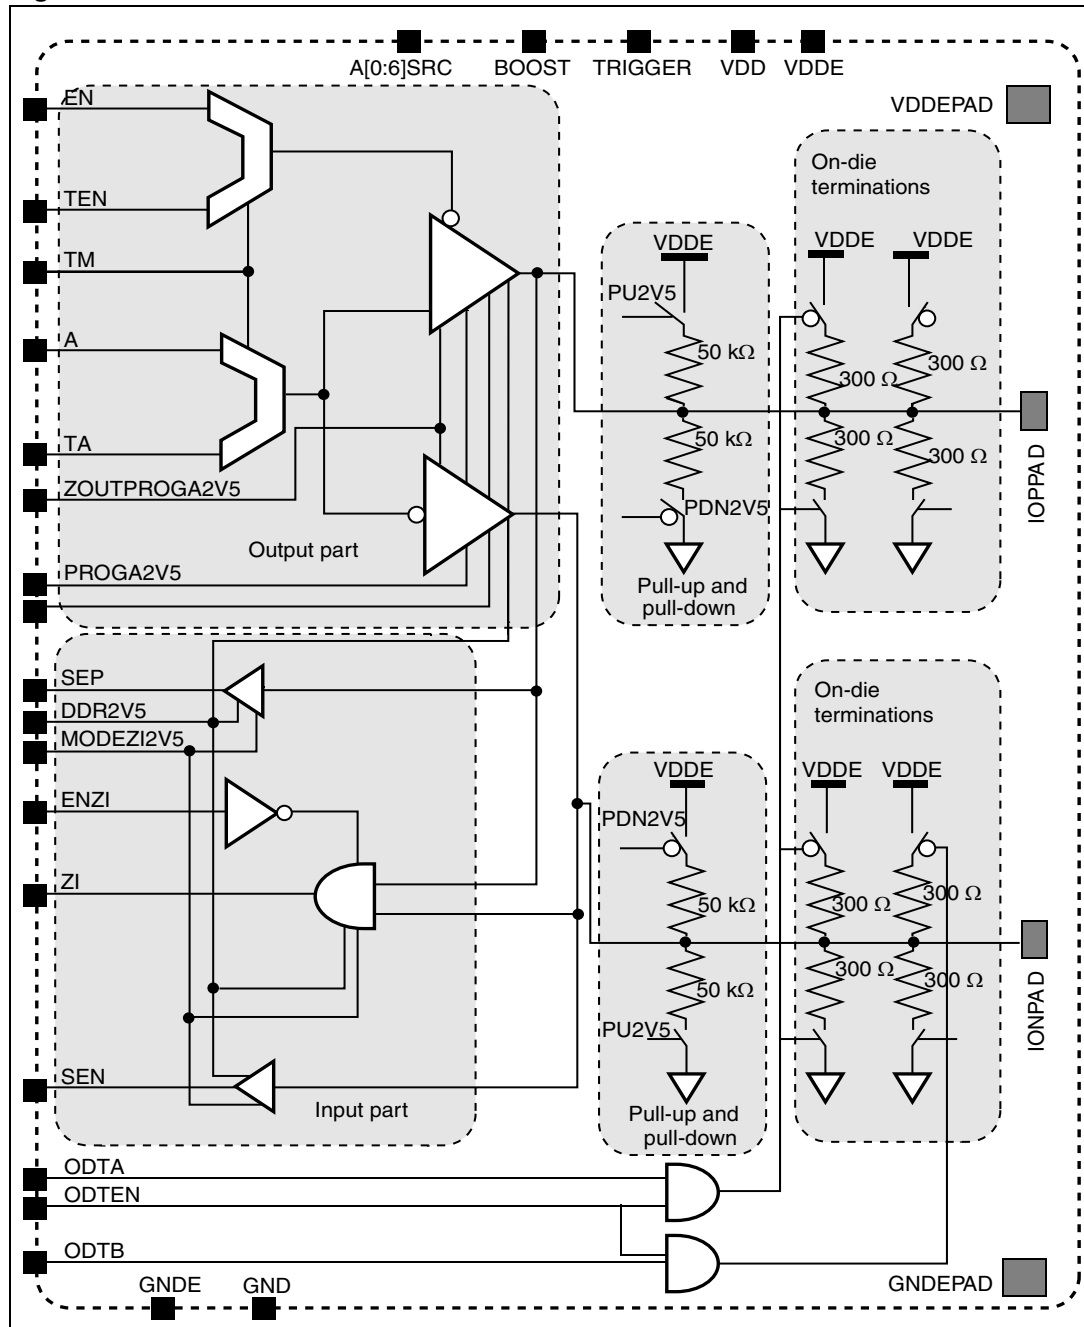 A[0:6]SRC BOOST TRIGGER VDD VDDE
EN
VDDEPAD
TEN
On-die
terminations
TM
VDDE
VDDE VDDE
PU2V5
A
50 kΩ
300 Ω 300 Ω
TA
50 kΩ
300 Ω 300 Ω
IOPPAD
ZOUTPROGA2V5
PDN2V5
Output part
PROGA2V5
Pull-up and
pull-down
SEP
DDR2V5
MODEZI2V5
On-die
terminations
VDDE
VDDE VDDE
ENZI
PDN2V5
ZI
50 kΩ
300 Ω 300 Ω
50 kΩ
300 Ω 300 Ω
IONPAD
PU2V5
SEN
Input part
Pull-up and
pull-down
ODTA
ODTEN
ODTB
GNDE GND
GNDEPAD